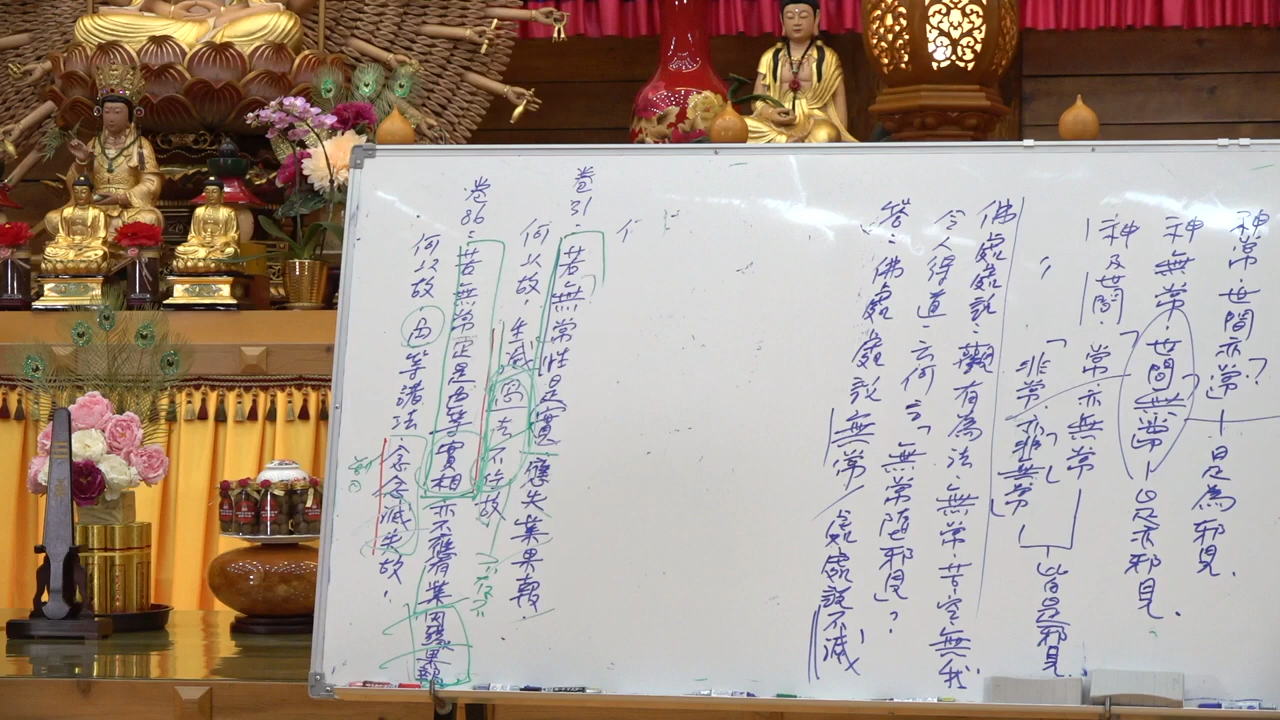 神常,世間亦常」—是為邪見.
神無常,世間無常」—是亦邪見.
神及世間,常亦無常
「非常,亦非無常」
皆是邪見
佛處處說,觀有為法,無常,苦空無我,
令人得道,云何言「無常墮邪見」?
答:佛處處說無常,處處說不滅
卷31:若無常性是實應失業果報.
何以故,生滅過去不住故
卷86:若無常正是色等實相亦不應有業因緣果報
何以故 色等諸法念念滅失故,